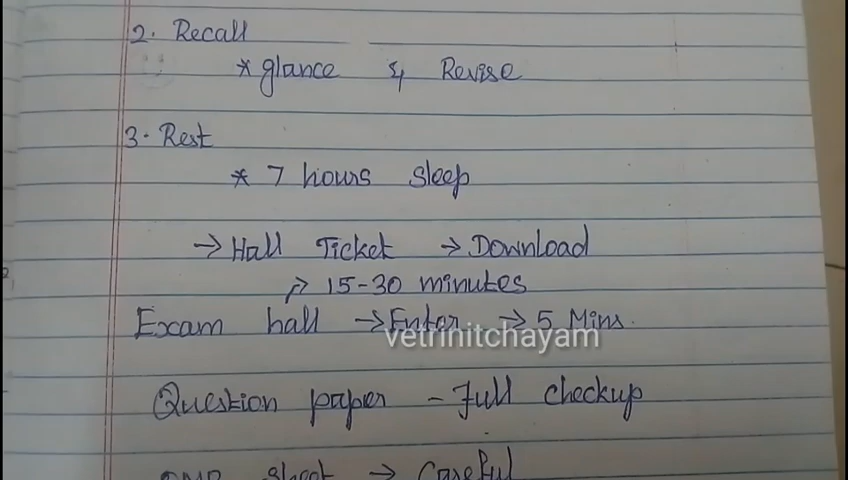 2. Recall
* glance & Revise
3. Rest
* 7 hours Sleep
→ Hall Ticket → Download
→ 15-30 minutes
Exam hall → Enter → 5 Mins.
vetrinitchayam
Question paper - Full checkup
OMR sheet → Careful